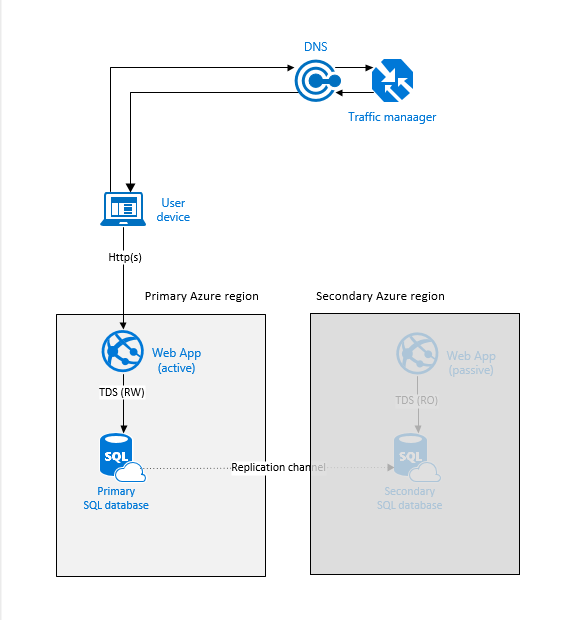 DNS
Traffic manaager
User
device
Http(s)
Primary Azure region
Secondary Azure region
Web App
(active)
Web App
(passive)
TDS (RW)
TDS (RO)
SQL
SQL
Replication channel
Primary
SQL database
Secondary
SQL database